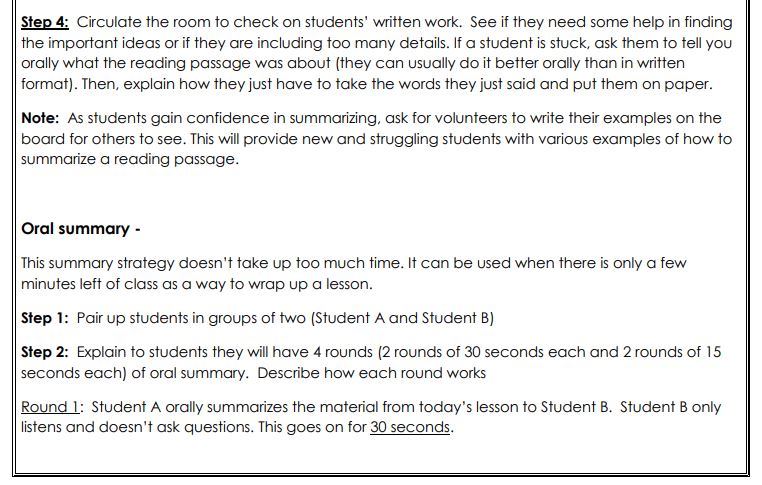 Step 4: Circulate the room to check on students' written work. See if they need some help in finding
the important ideas or if they are including too many details. If a student is stuck, ask them to tell you
orally what the reading passage was about (they can usually do it better orally than in written
format). Then, explain how they just have to take the words they just said and put them on paper.
Note: As students gain confidence in summarizing, ask for volunteers to write their examples on the
board for others to see. This will provide new and struggling students with various examples of how to
summarize a reading passage.
Oral summary -
This summary strategy doesn't take up too much time. It can be used when there is only a few
minutes left of class as a way to wrap up a lesson.
Step 1: Pair up students in groups of two (Student A and Student B)
Step 2: Explain to students they will have 4 rounds (2 rounds of 30 seconds each and 2 rounds of 15
seconds each) of oral summary. Describe how each round works
Round 1: Student A orally summarizes the material from today's lesson to Student B. Student B only
listens and doesn't ask questions. This goes on for 30 seconds.